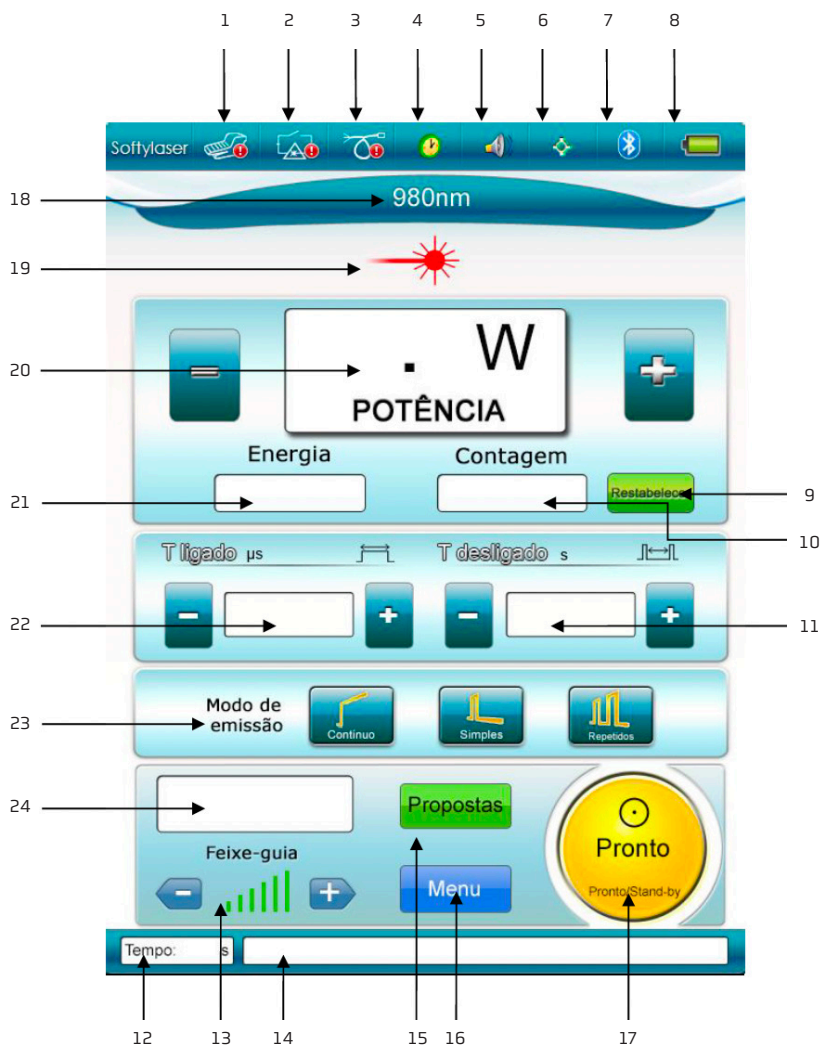 1 2 3 4 5 6 7 8
Softylaser
18 980nm
19
20 . W
POTÊNCIA
Energia Contagem
21 Restabelece 9
10
T ligado µs T desligado s
22 11
23 Modo de
emissão
Continuo Simples Repetidos
24 Propostas
Feixe-guia Pronto
Menu Pronto/Stand-by
Tempo: s
12 13 14 15 16 17